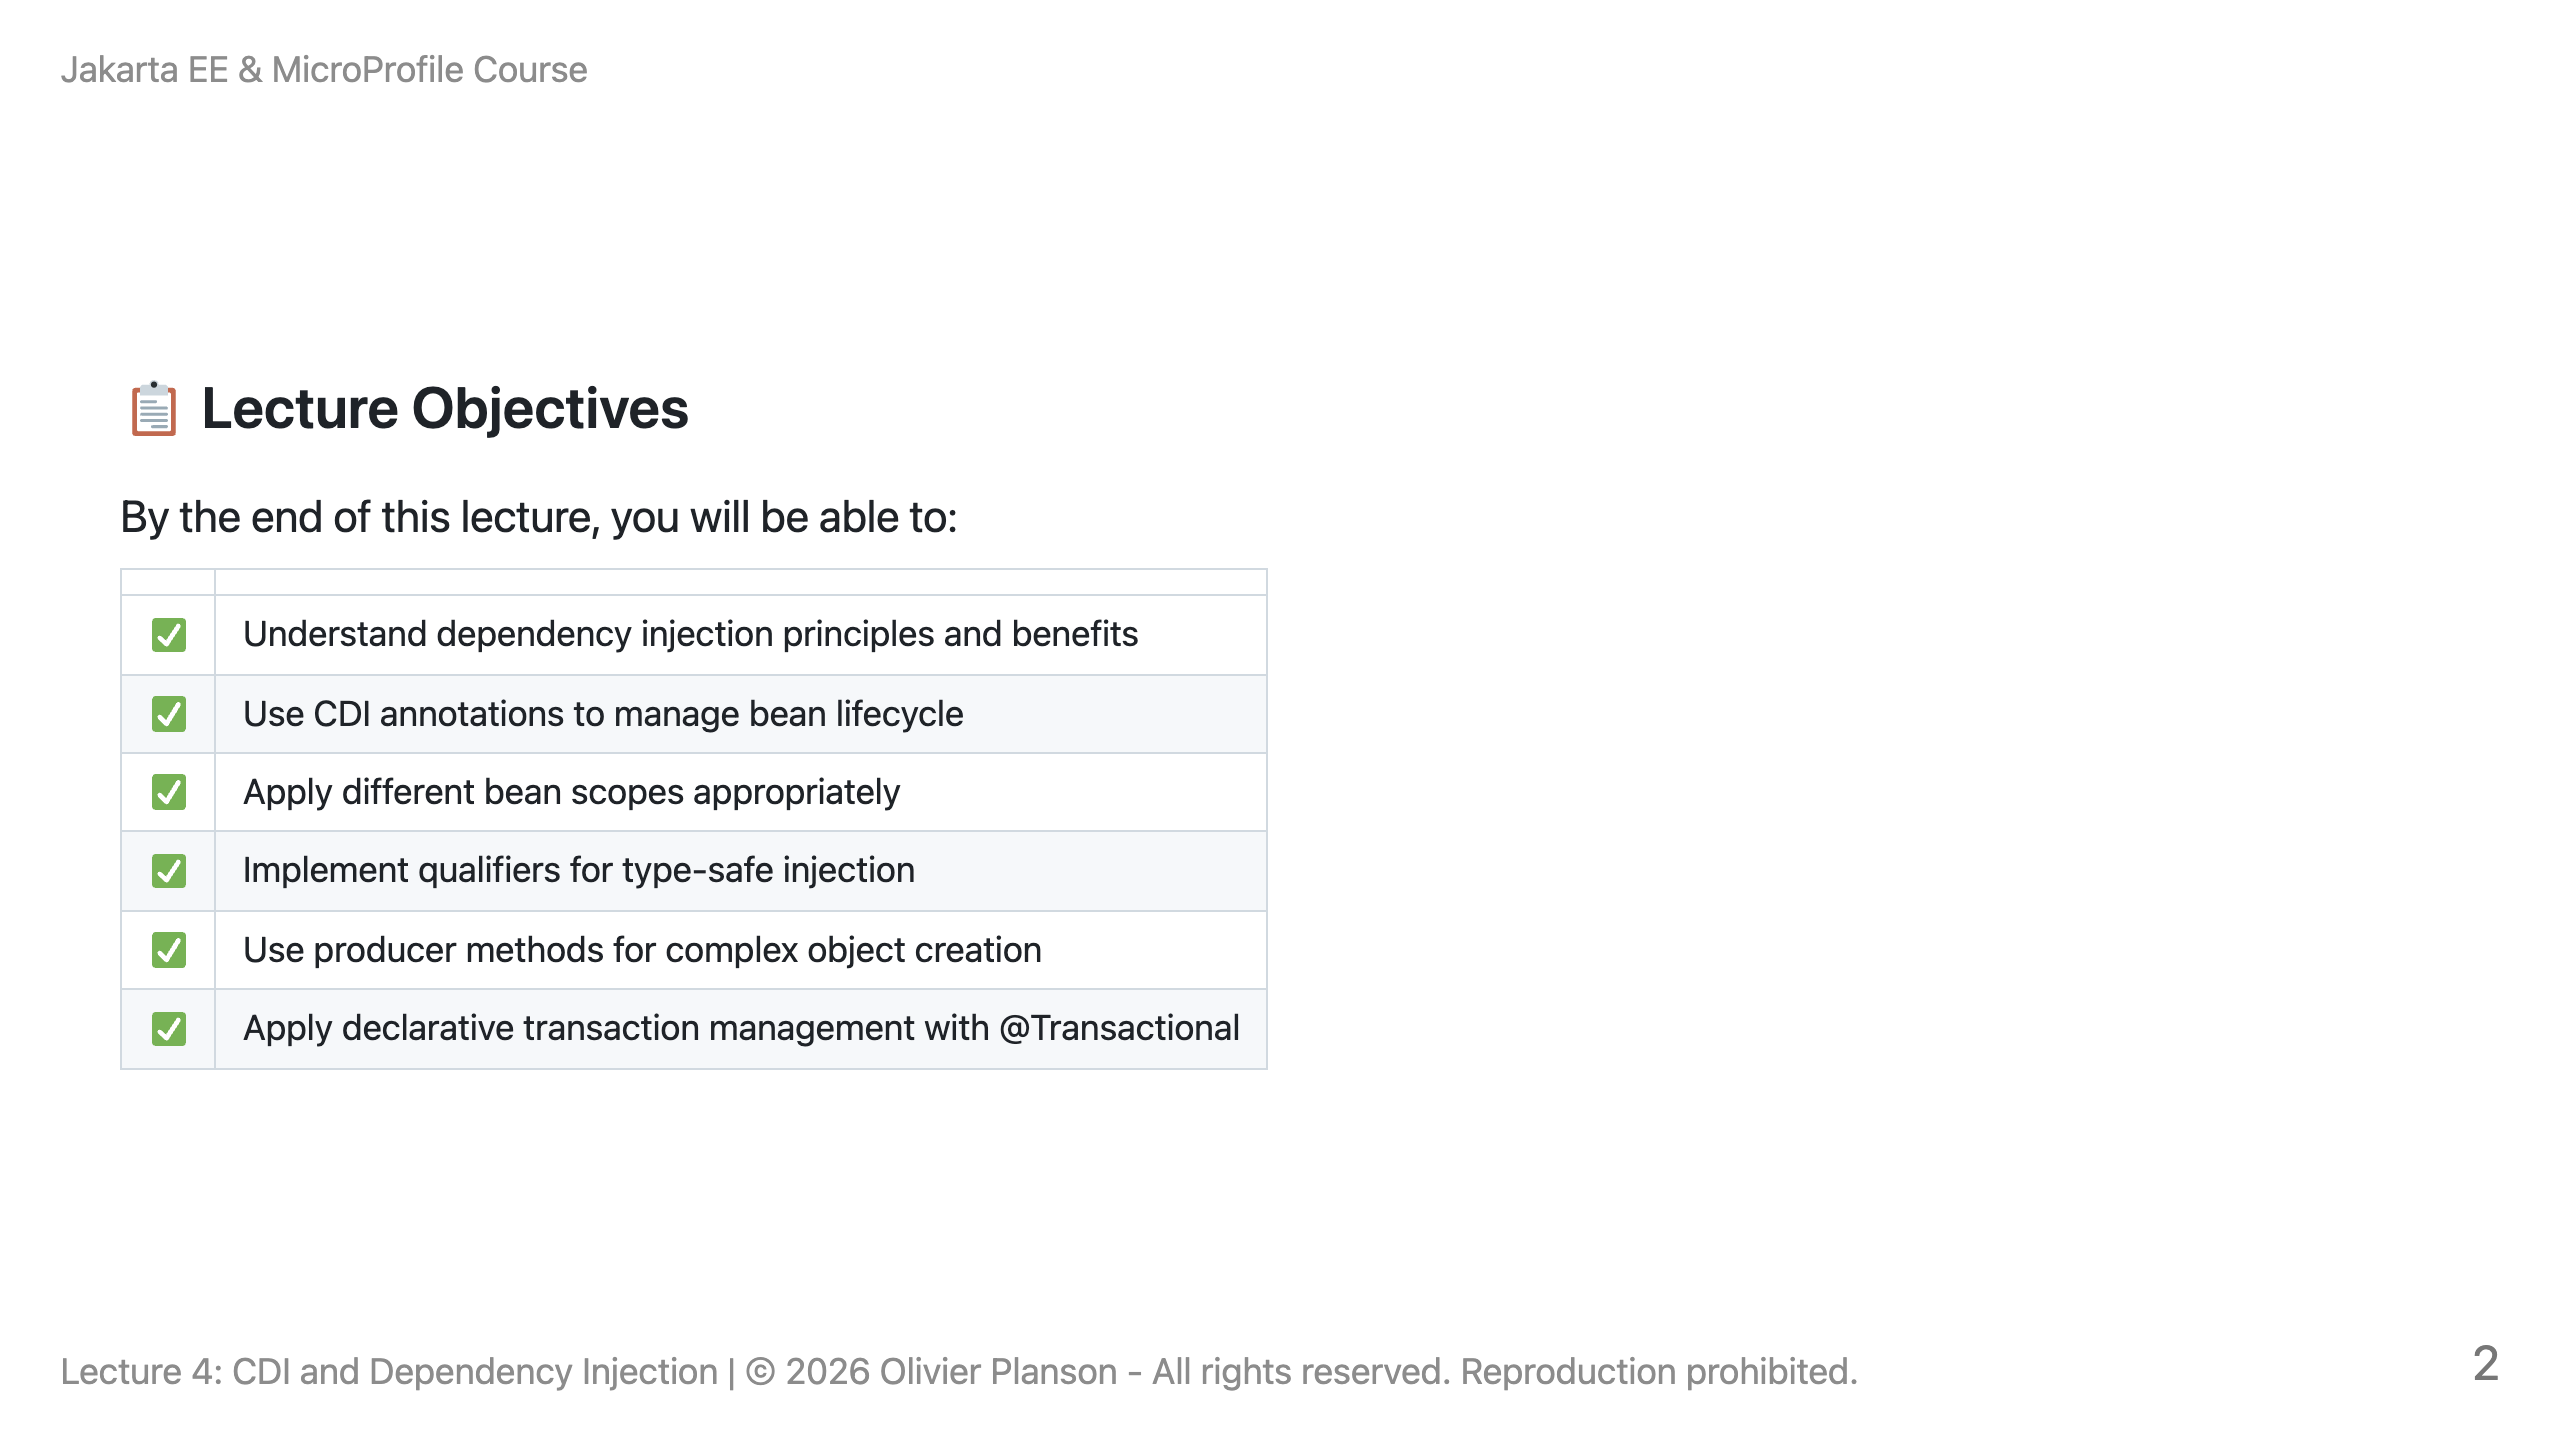 Jakarta EE & MicroProfile Course
📋 Lecture Objectives
By the end of this lecture, you will be able to:
✅ Understand dependency injection principles and benefits
✅ Use CDI annotations to manage bean lifecycle
✅ Apply different bean scopes appropriately
✅ Implement qualifiers for type-safe injection
✅ Use producer methods for complex object creation
✅ Apply declarative transaction management with @Transactional
Lecture 4: CDI and Dependency Injection | © 2026 Olivier Planson - All rights reserved. Reproduction prohibited.
2